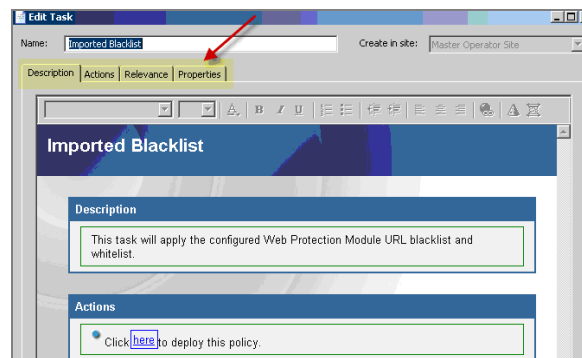 Edit Task
Name: Imported Blacklist Create in site: Master Operator Site
Description Actions Relevance Properties
A B I U
Imported Blacklist
Description
This task will apply the configured Web Protection Module URL blacklist and
whitelist.
Actions
Click here to deploy this policy.